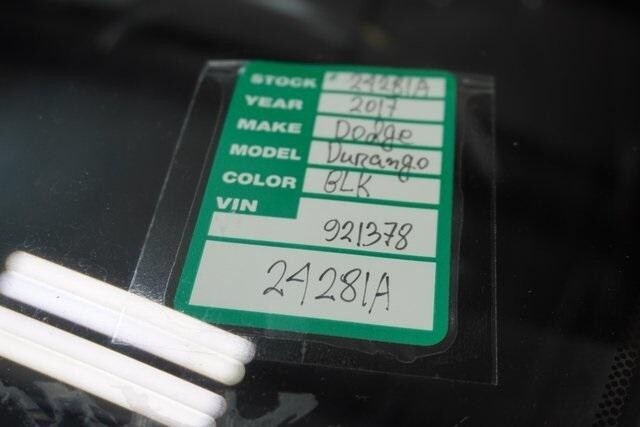 STOCK # 24281A
YEAR 2017
MAKE Dodge
MODEL Durango
COLOR BLK
VIN
921378
24281A